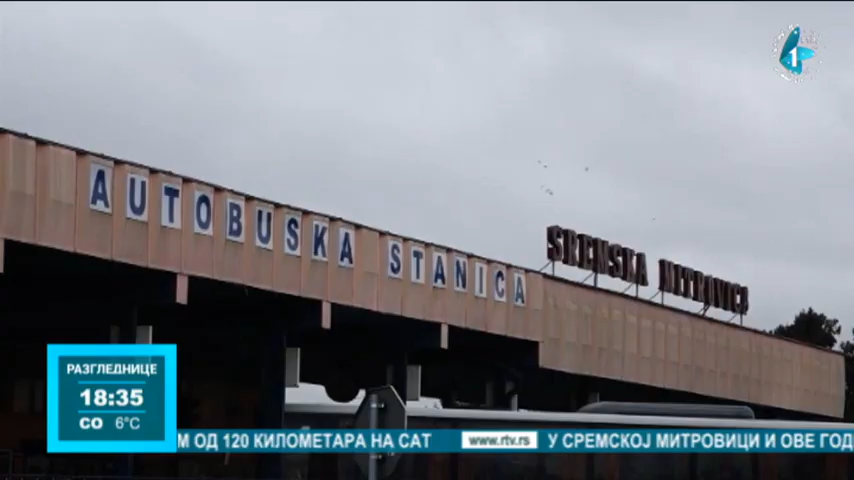 1
AUTOBUSKA STANICA
SREMSKA MITROVICA
РАЗГЛЕДНИЦЕ
18:35
СО 6°C
М ОД 120 КИЛОМЕТАРА НА САТ www.rtv.rs У СРЕМСКОЈ МИТРОВИЦИ И ОВЕ ГОД